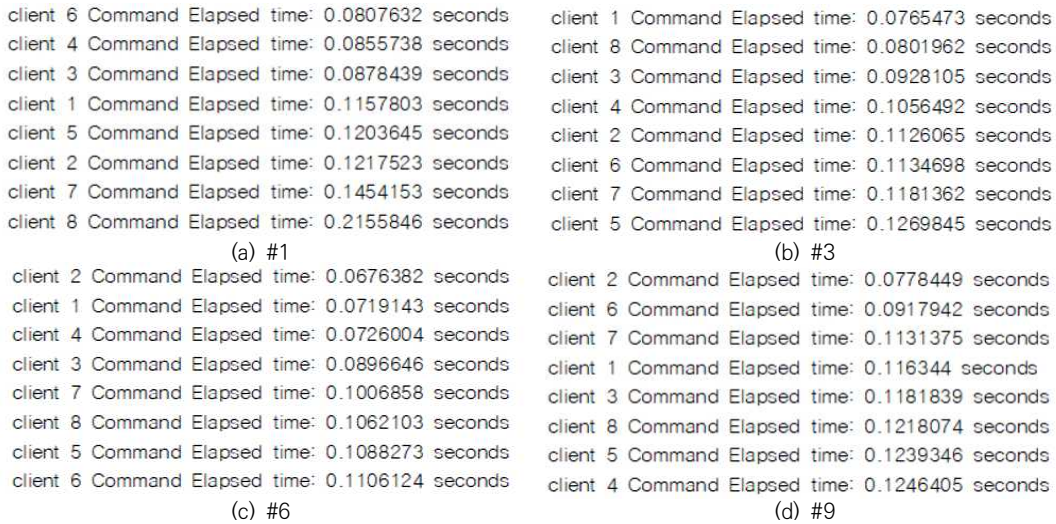 client 6 Command Elapsed time: 0.0807632 seconds
client 4 Command Elapsed time: 0.0855738 seconds
client 3 Command Elapsed time: 0.0878439 seconds
client 1 Command Elapsed time: 0.1157803 seconds
client 5 Command Elapsed time: 0.1203645 seconds
client 2 Command Elapsed time: 0.1217523 seconds
client 7 Command Elapsed time: 0.1454153 seconds
client 8 Command Elapsed time: 0.2155846 seconds
(a) #1
client 1 Command Elapsed time: 0.0765473 seconds
client 8 Command Elapsed time: 0.0801962 seconds
client 3 Command Elapsed time: 0.0928105 seconds
client 4 Command Elapsed time: 0.1056492 seconds
client 2 Command Elapsed time: 0.1126065 seconds
client 6 Command Elapsed time: 0.1134698 seconds
client 7 Command Elapsed time: 0.1181362 seconds
client 5 Command Elapsed time: 0.1269845 seconds
(b) #3
client 2 Command Elapsed time: 0.0676382 seconds
client 1 Command Elapsed time: 0.0719143 seconds
client 4 Command Elapsed time: 0.0726004 seconds
client 3 Command Elapsed time: 0.0896646 seconds
client 7 Command Elapsed time: 0.1006858 seconds
client 8 Command Elapsed time: 0.1062103 seconds
client 5 Command Elapsed time: 0.1088273 seconds
client 6 Command Elapsed time: 0.1106124 seconds
(c) #6
client 2 Command Elapsed time: 0.0778449 seconds
client 6 Command Elapsed time: 0.0917942 seconds
client 7 Command Elapsed time: 0.1131375 seconds
client 1 Command Elapsed time: 0.116344 seconds
client 3 Command Elapsed time: 0.1181839 seconds
client 8 Command Elapsed time: 0.1218074 seconds
client 5 Command Elapsed time: 0.1239346 seconds
client 4 Command Elapsed time: 0.1246405 seconds
(d) #9